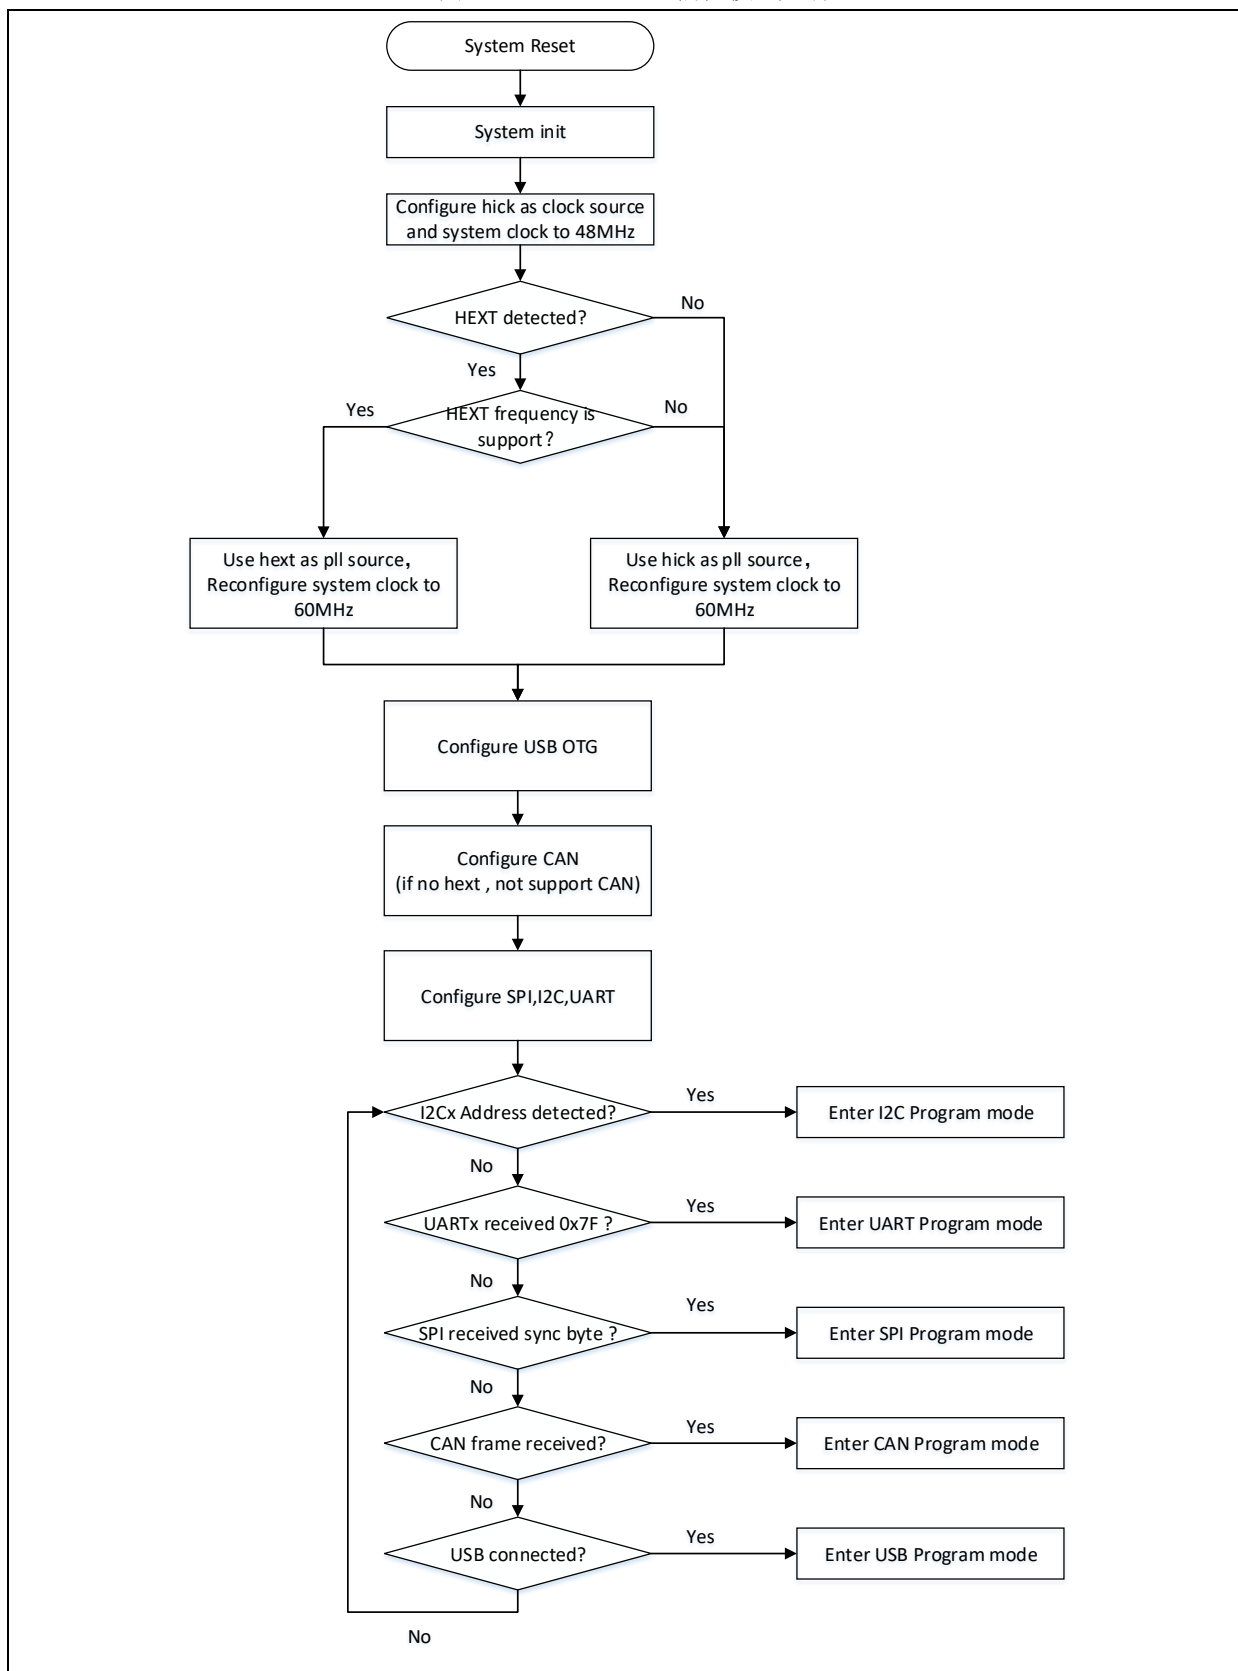 System Reset
System init
Configure hick as clock source
and system clock to 48MHz
HEXT detected?
No
Yes
Yes
HEXT frequency is
support?
No
Use hext as pll source,
Reconfigure system clock to
60MHz
Use hick as pll source,
Reconfigure system clock to
60MHz
Configure USB OTG
Configure CAN
(if no hext , not support CAN)
Configure SPI,I2C,UART
I2Cx Address detected?
Yes
Enter I2C Program mode
No
UARTx received 0x7F ?
Yes
Enter UART Program mode
No
SPI received sync byte ?
Yes
Enter SPI Program mode
No
CAN frame received?
Yes
Enter CAN Program mode
No
USB connected?
Yes
Enter USB Program mode
No